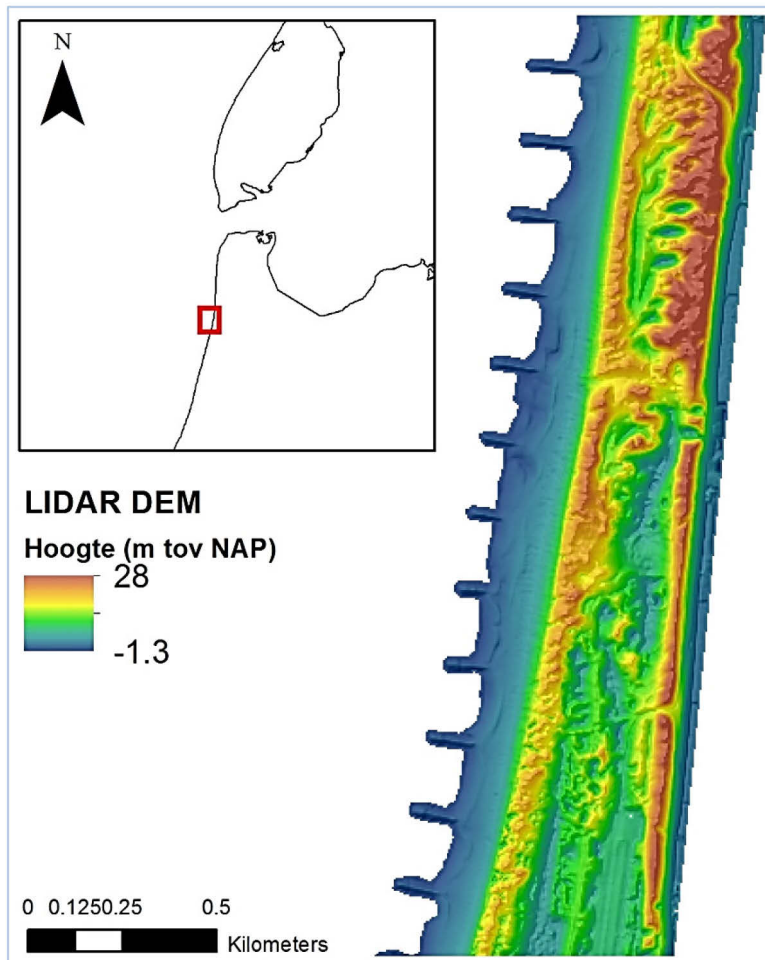 N
LIDAR DEM
Hoogte (m tov NAP)
28
-1.3
0 0.1250.25 0.5
Kilometers